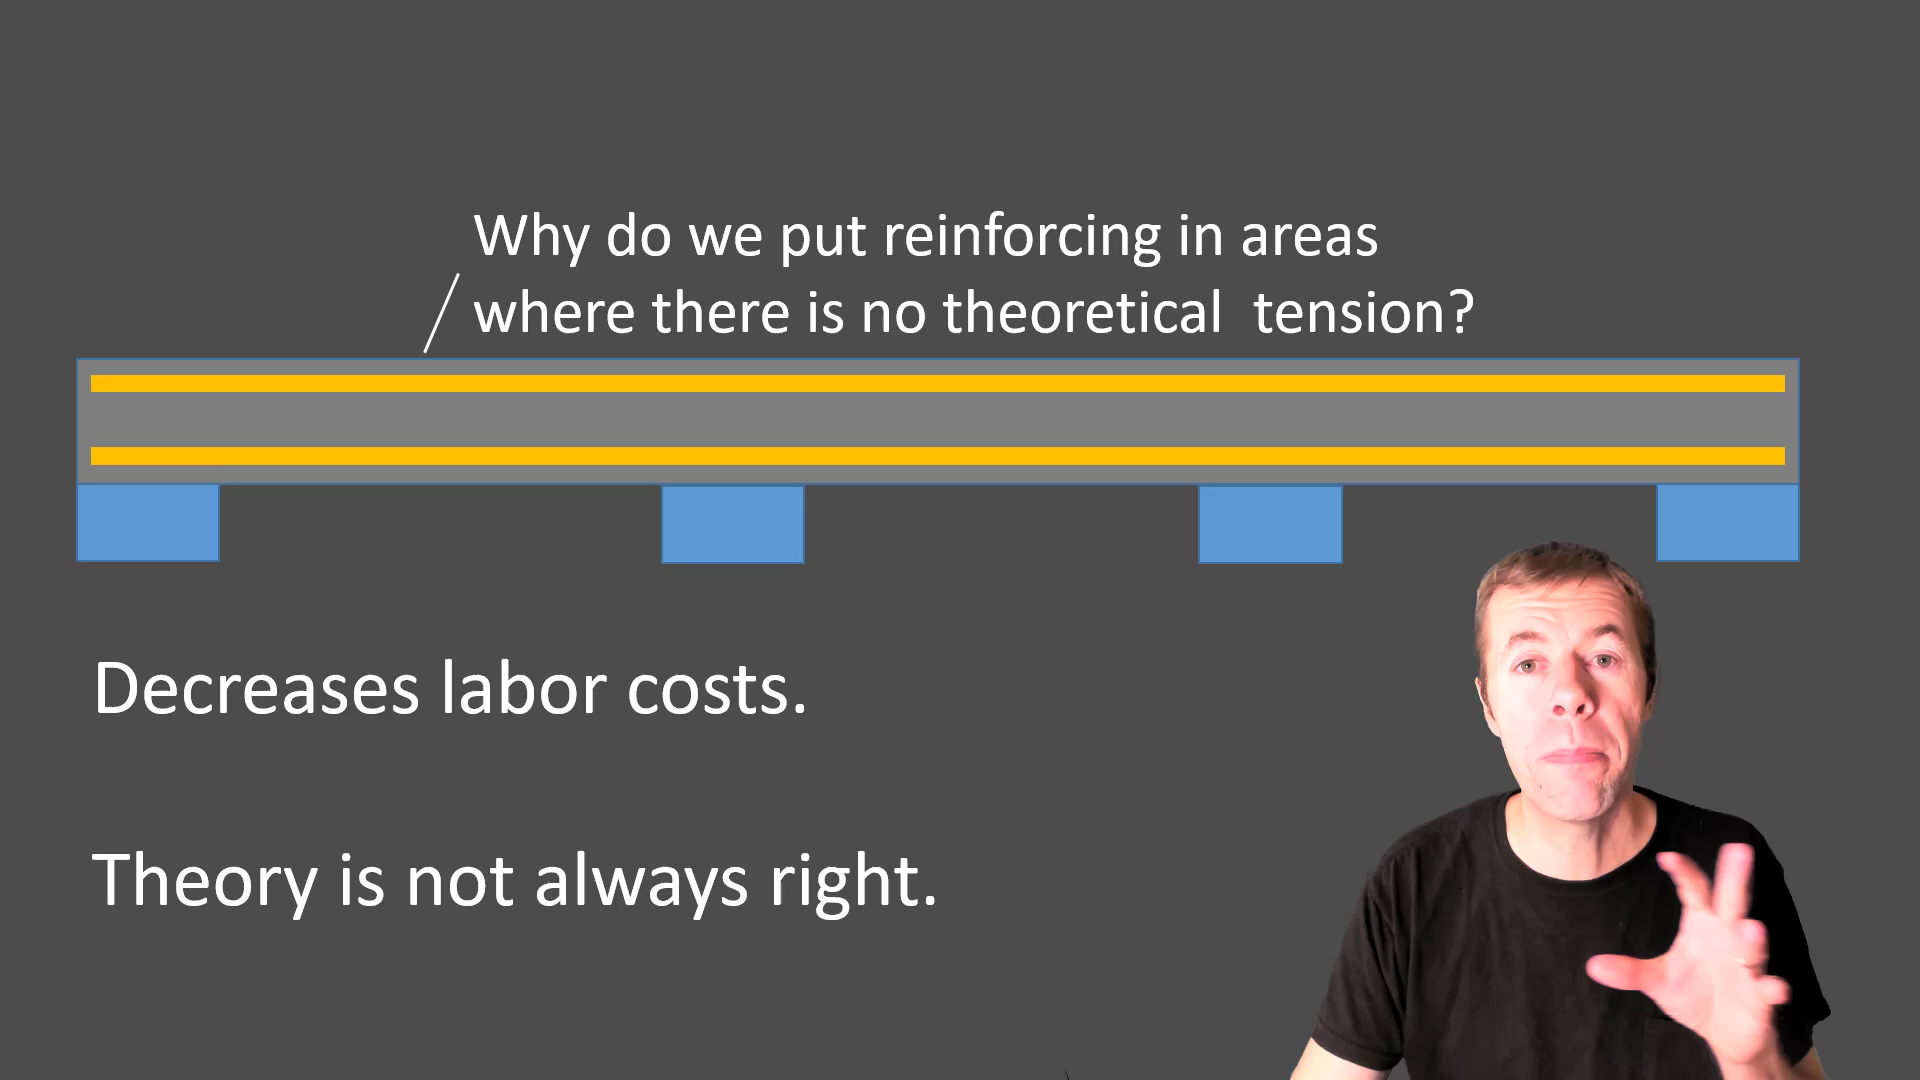 Why do we put reinforcing in areas
where there is no theoretical  tension?
Decreases labor costs.
Theory is not always right.